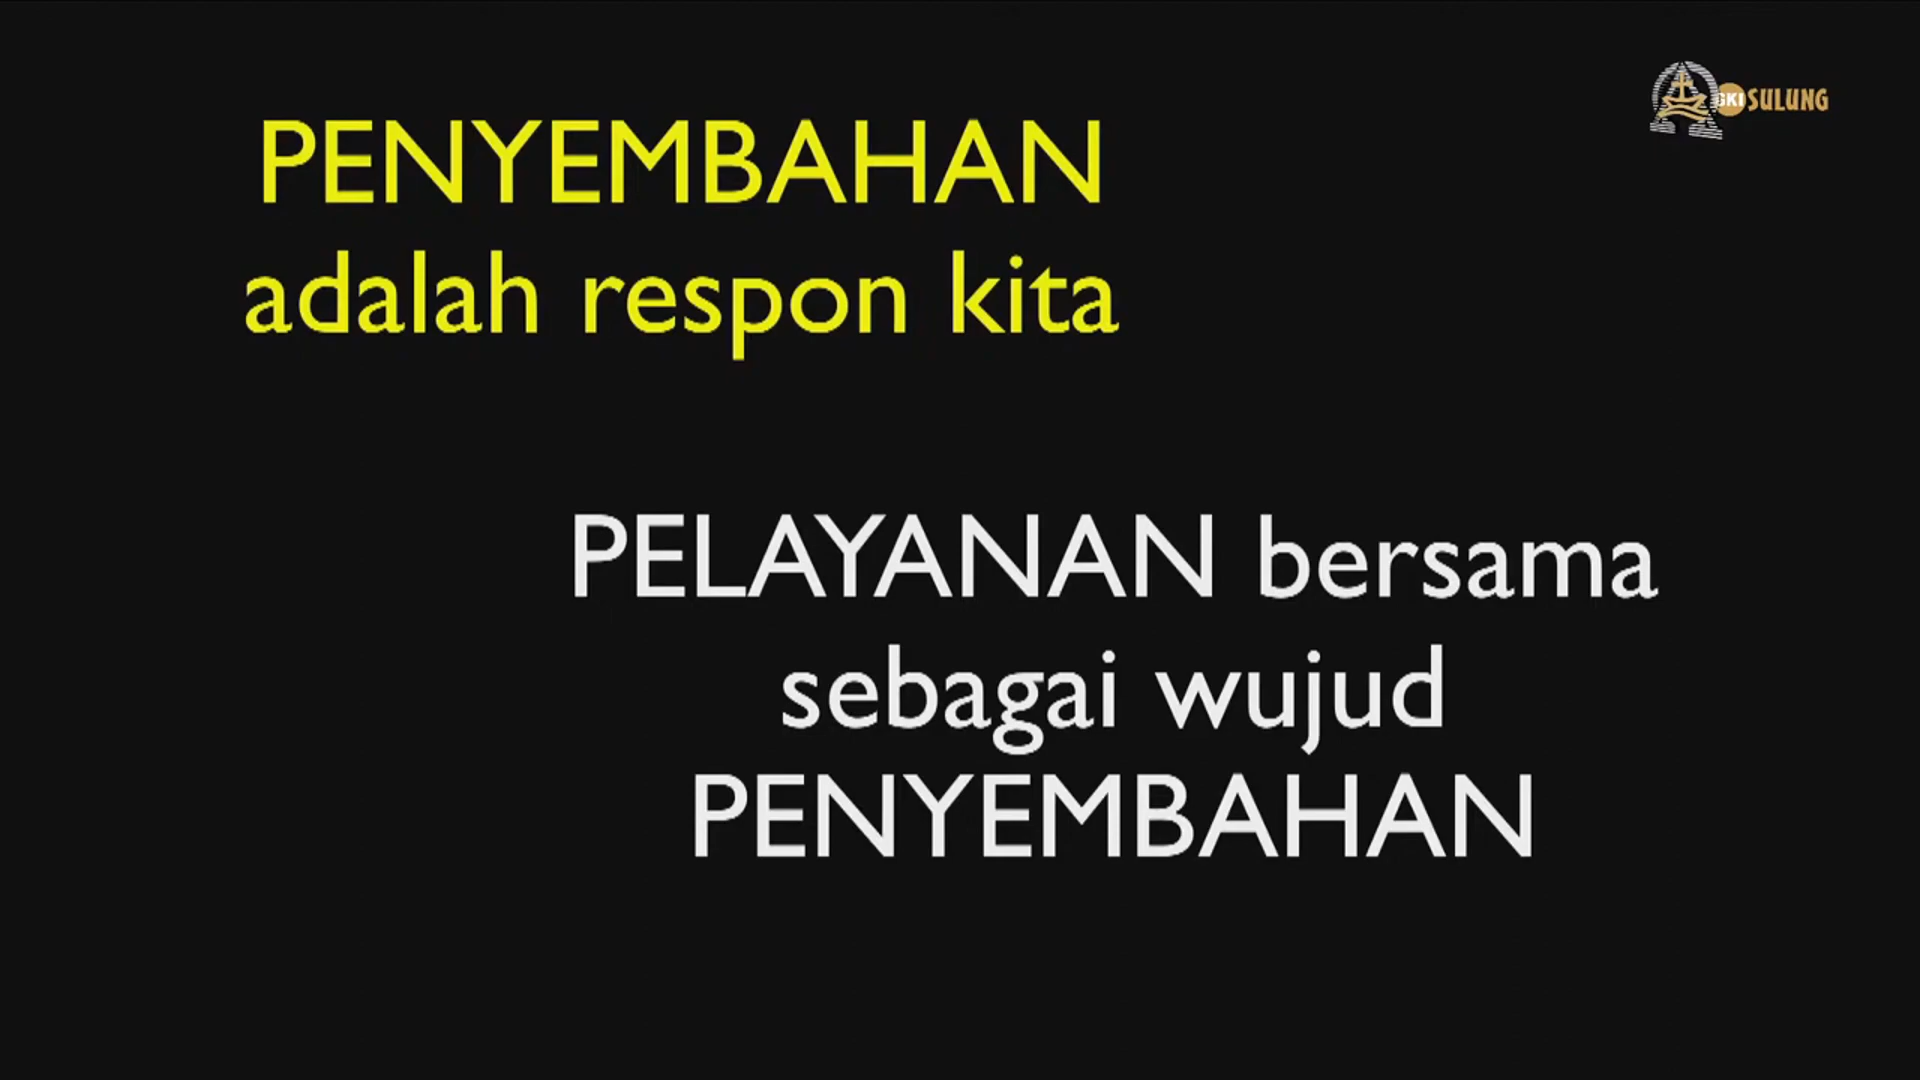 GKI SULUNG
PENYEMBAHAN
adalah respon kita
PELAYANAN bersama
sebagai wujud
PENYEMBAHAN